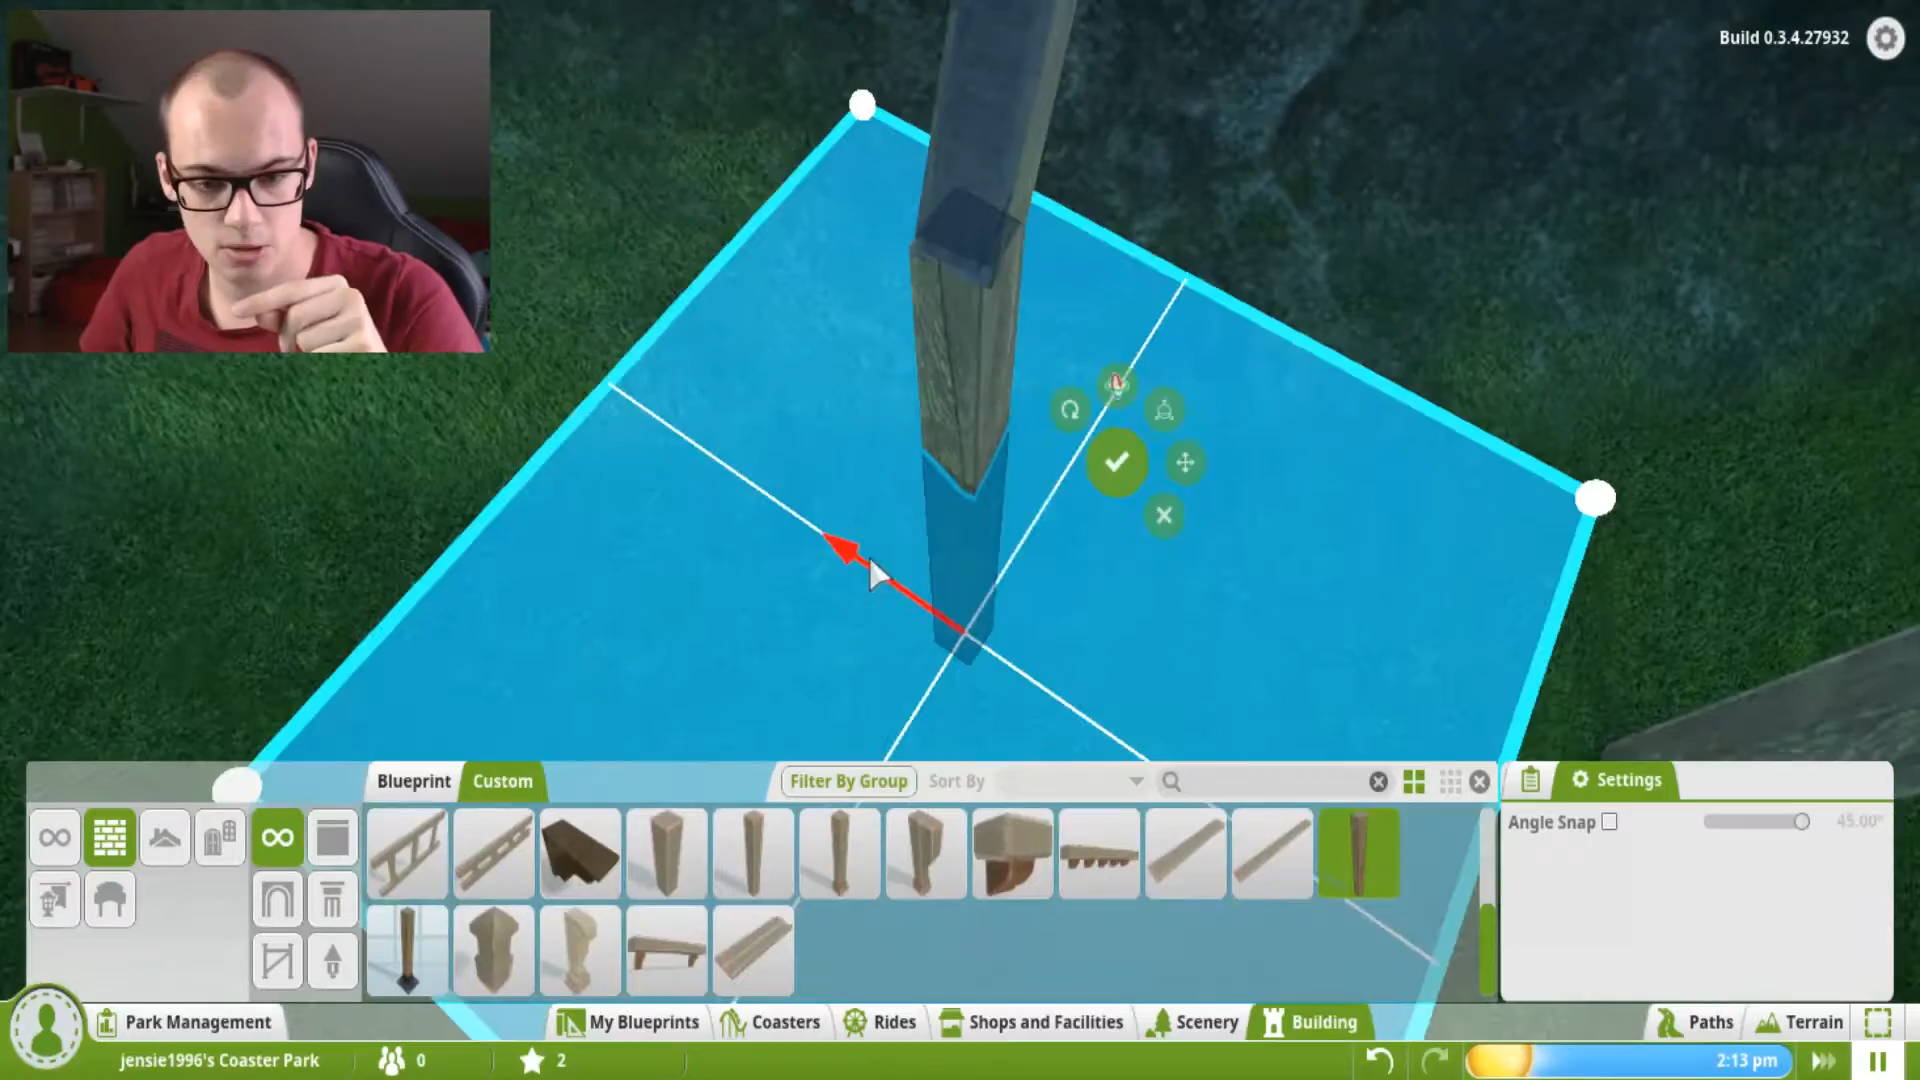 Build 0.3.4.27932
Blueprint
Custom
Filter By Group
Sort By
Settings
Angle Snap
45.00°
Park Management
My Blueprints
Coasters
Rides
Shops and Facilities
Scenery
Building
Paths
Terrain
jensie1996's Coaster Park
0
2
2:13 pm